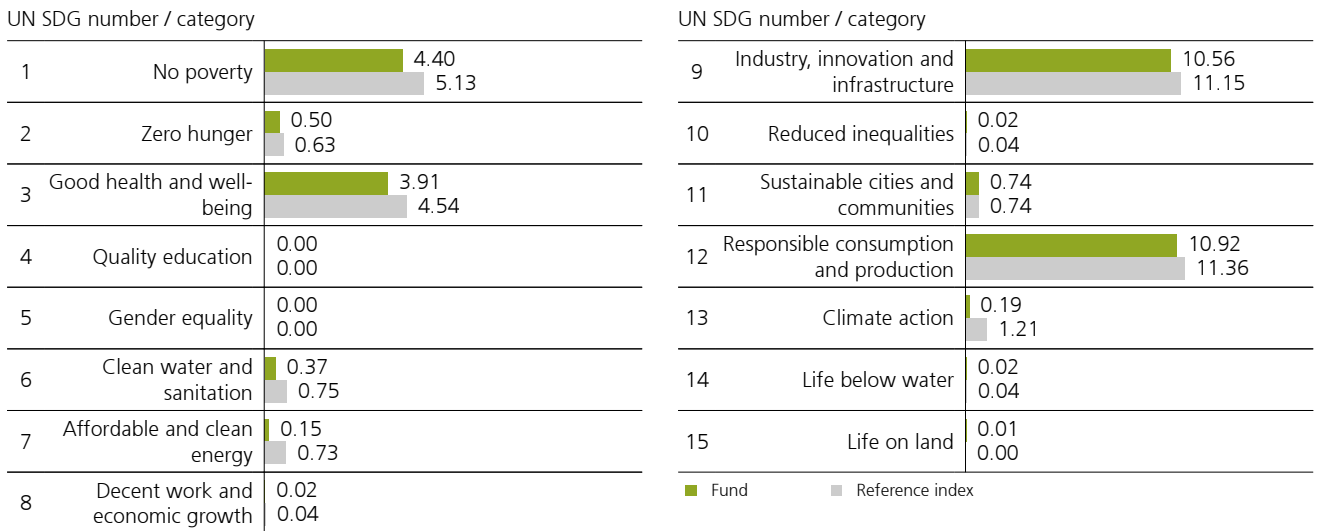 UN SDG number / category
1 No poverty 4.40
5.13
2 Zero hunger 0.50
0.63
3 Good health and well-
being 3.91
4.54
4 Quality education 0.00
0.00
5 Gender equality 0.00
0.00
6 Clean water and
sanitation 0.37
0.75
7 Affordable and clean
energy 0.15
0.73
8 Decent work and
economic growth 0.02
0.04
UN SDG number / category
9 Industry, innovation and
infrastructure 10.56
11.15
10 Reduced inequalities 0.02
0.04
11 Sustainable cities and
communities 0.74
0.74
12 Responsible consumption
and production 10.92
11.36
13 Climate action 0.19
1.21
14 Life below water 0.02
0.04
15 Life on land 0.01
0.00
Fund Reference index